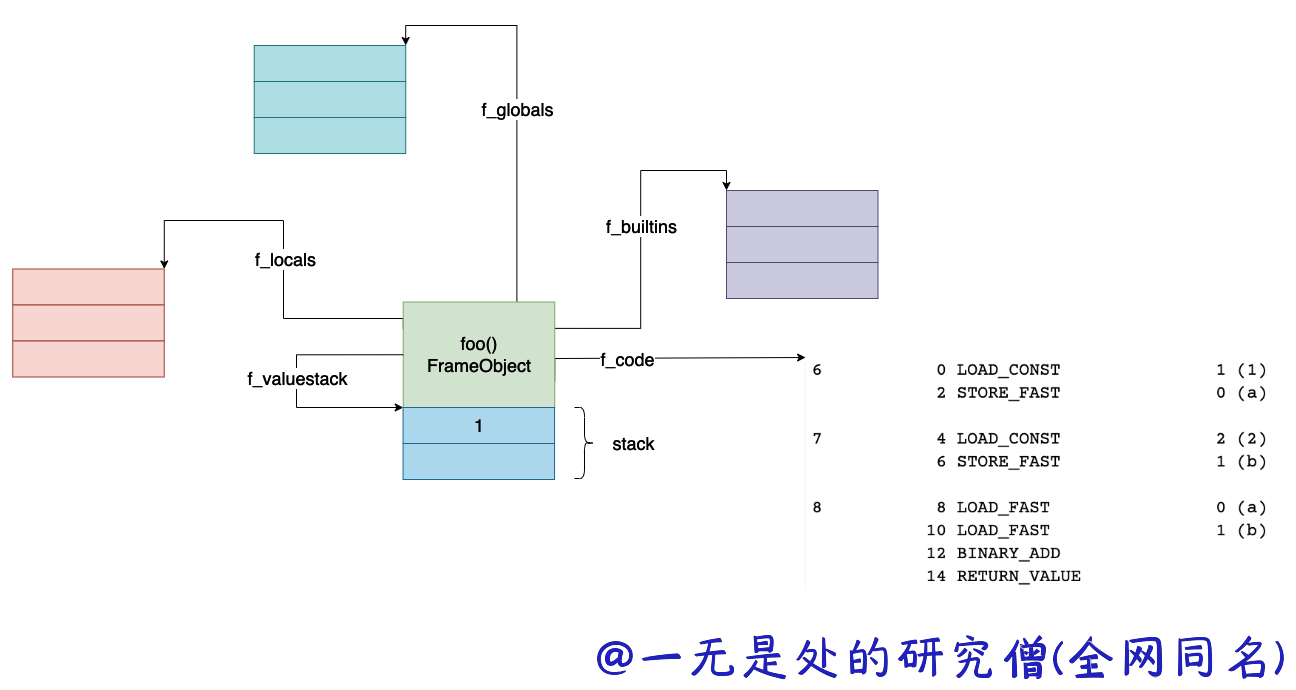 f_globals
f_builtins
f_locals
foo()
FrameObject
f_code
f_valuestack
1
stack
6 0 LOAD_CONST 1 (1)
2 STORE_FAST 0 (a)
7 4 LOAD_CONST 2 (2)
6 STORE_FAST 1 (b)
8 8 LOAD_FAST 0 (a)
10 LOAD_FAST 1 (b)
12 BINARY_ADD
14 RETURN_VALUE
@一无是处的研究僧(全网同名)